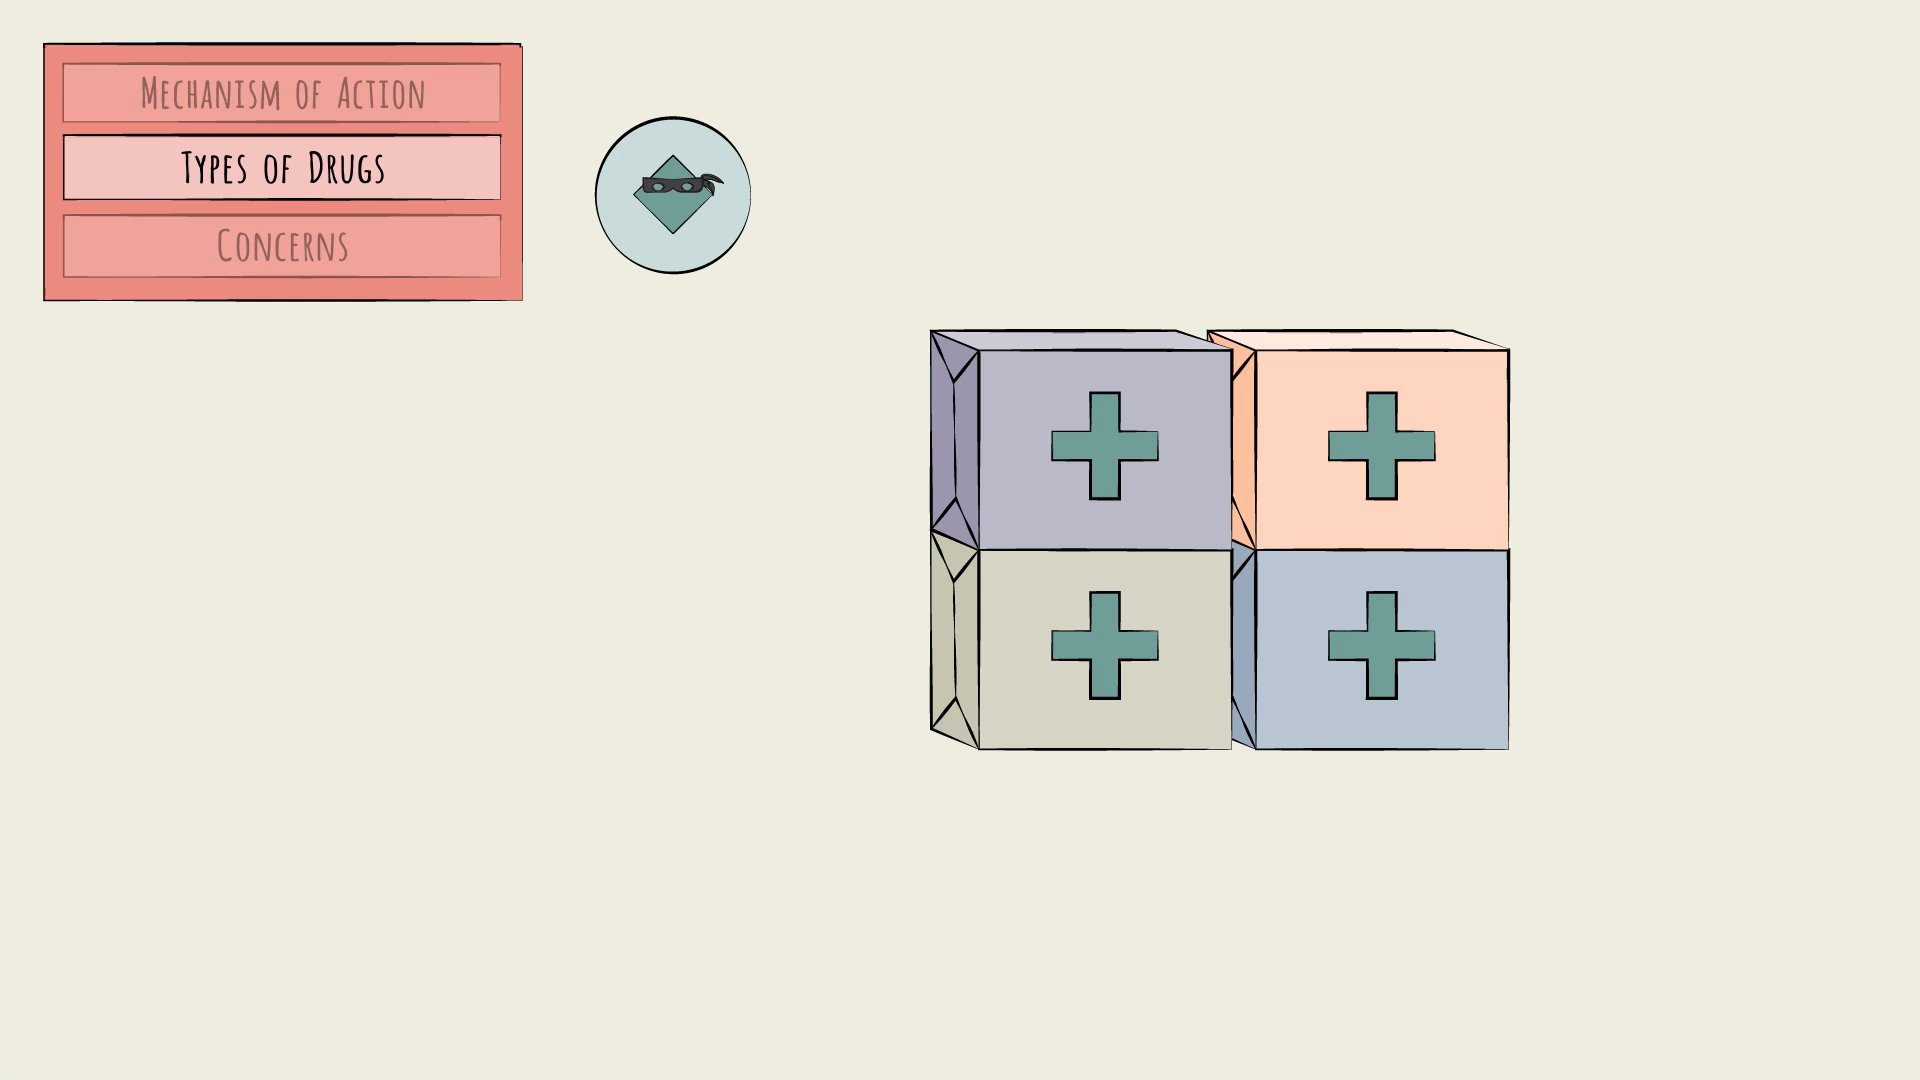 Mechanism of Action
Types of Drugs
Concerns